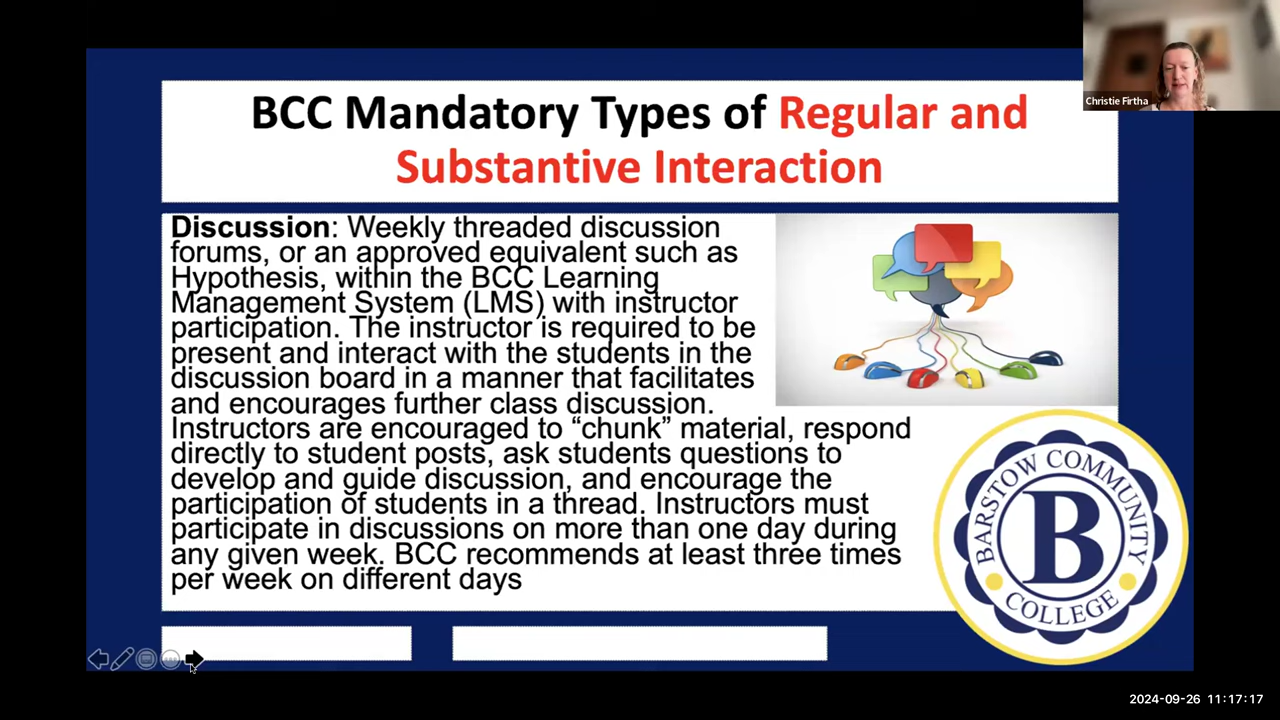 Christie Firtha
BCC Mandatory Types of Regular and
Substantive Interaction
Discussion: Weekly threaded discussion
forums, or an approved equivalent such as
Hypothesis, within the BCC Learning
Management System (LMS) with instructor
participation. The instructor is required to be
present and interact with the students in the
discussion board in a manner that facilitates
and encourages further class discussion.
Instructors are encouraged to “chunk” material, respond
directly to student posts, ask students questions to
develop and guide discussion, and encourage the
participation of students in a thread. Instructors must
participate in discussions on more than one day during
any given week. BCC recommends at least three times
per week on different days
BARSTOW COMMUNITY
B
COLLEGE
2024-09-26 11:17:17